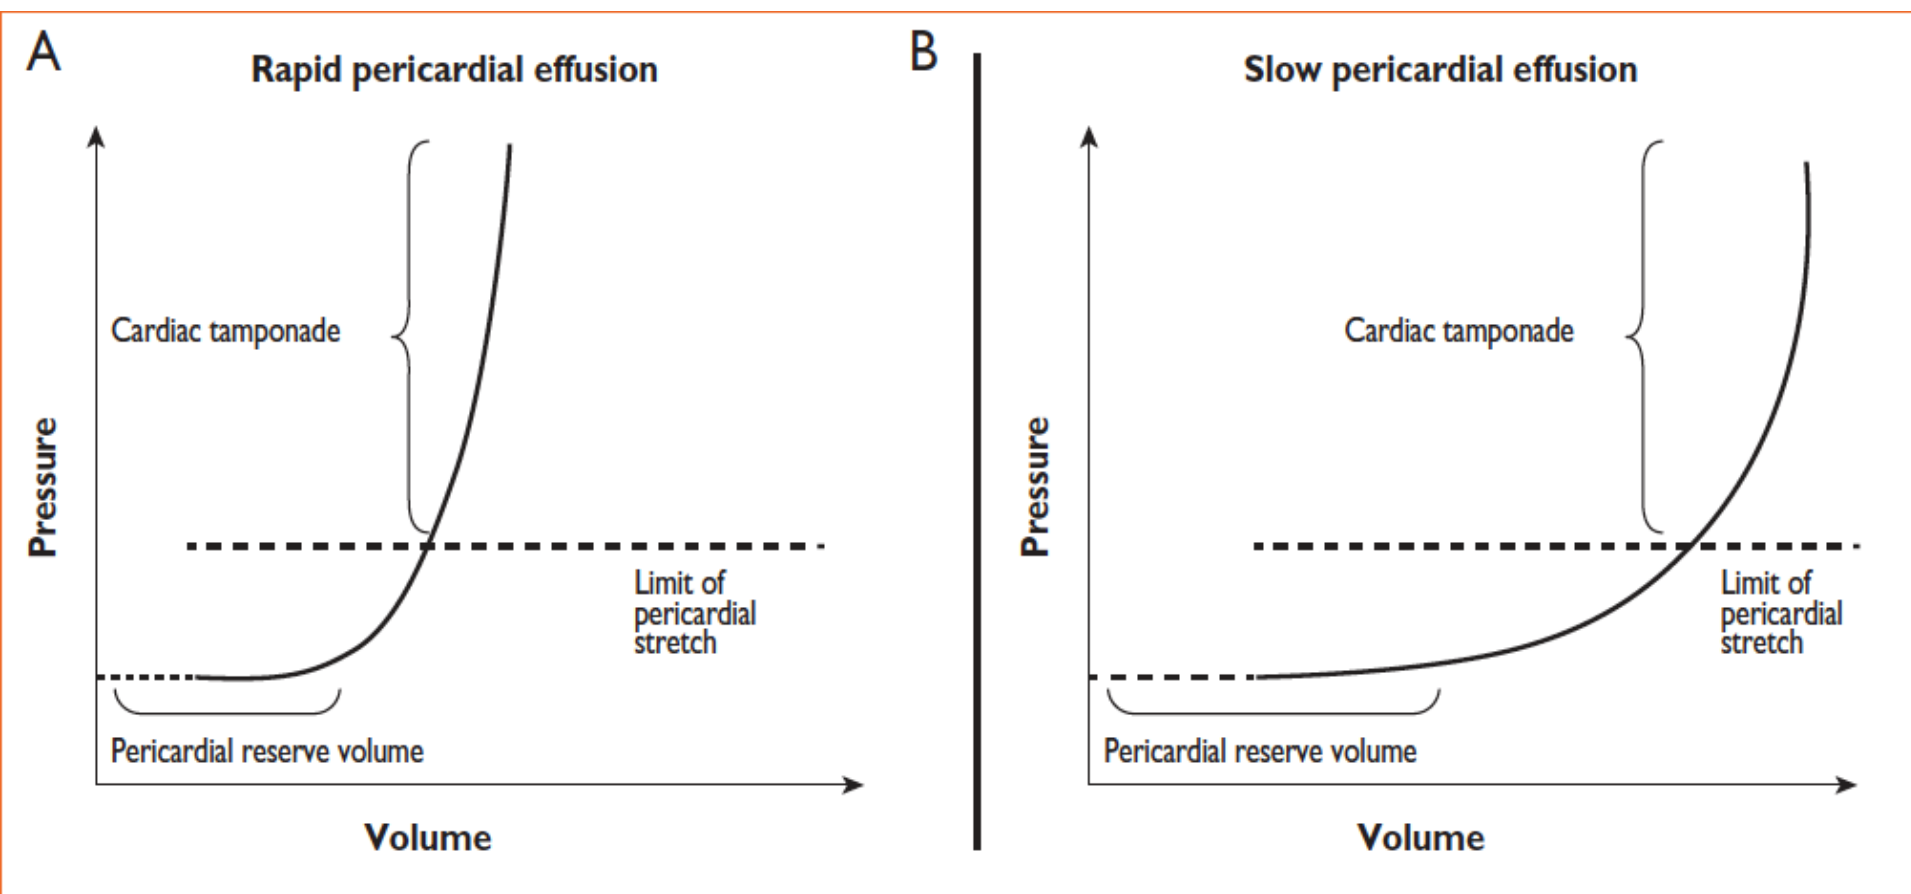 A
Rapid pericardial effusion
Cardiac tamponade
Pressure
Limit of
pericardial
stretch
Pericardial reserve volume
Volume
B
Slow pericardial effusion
Cardiac tamponade
Pressure
Limit of
pericardial
stretch
Pericardial reserve volume
Volume